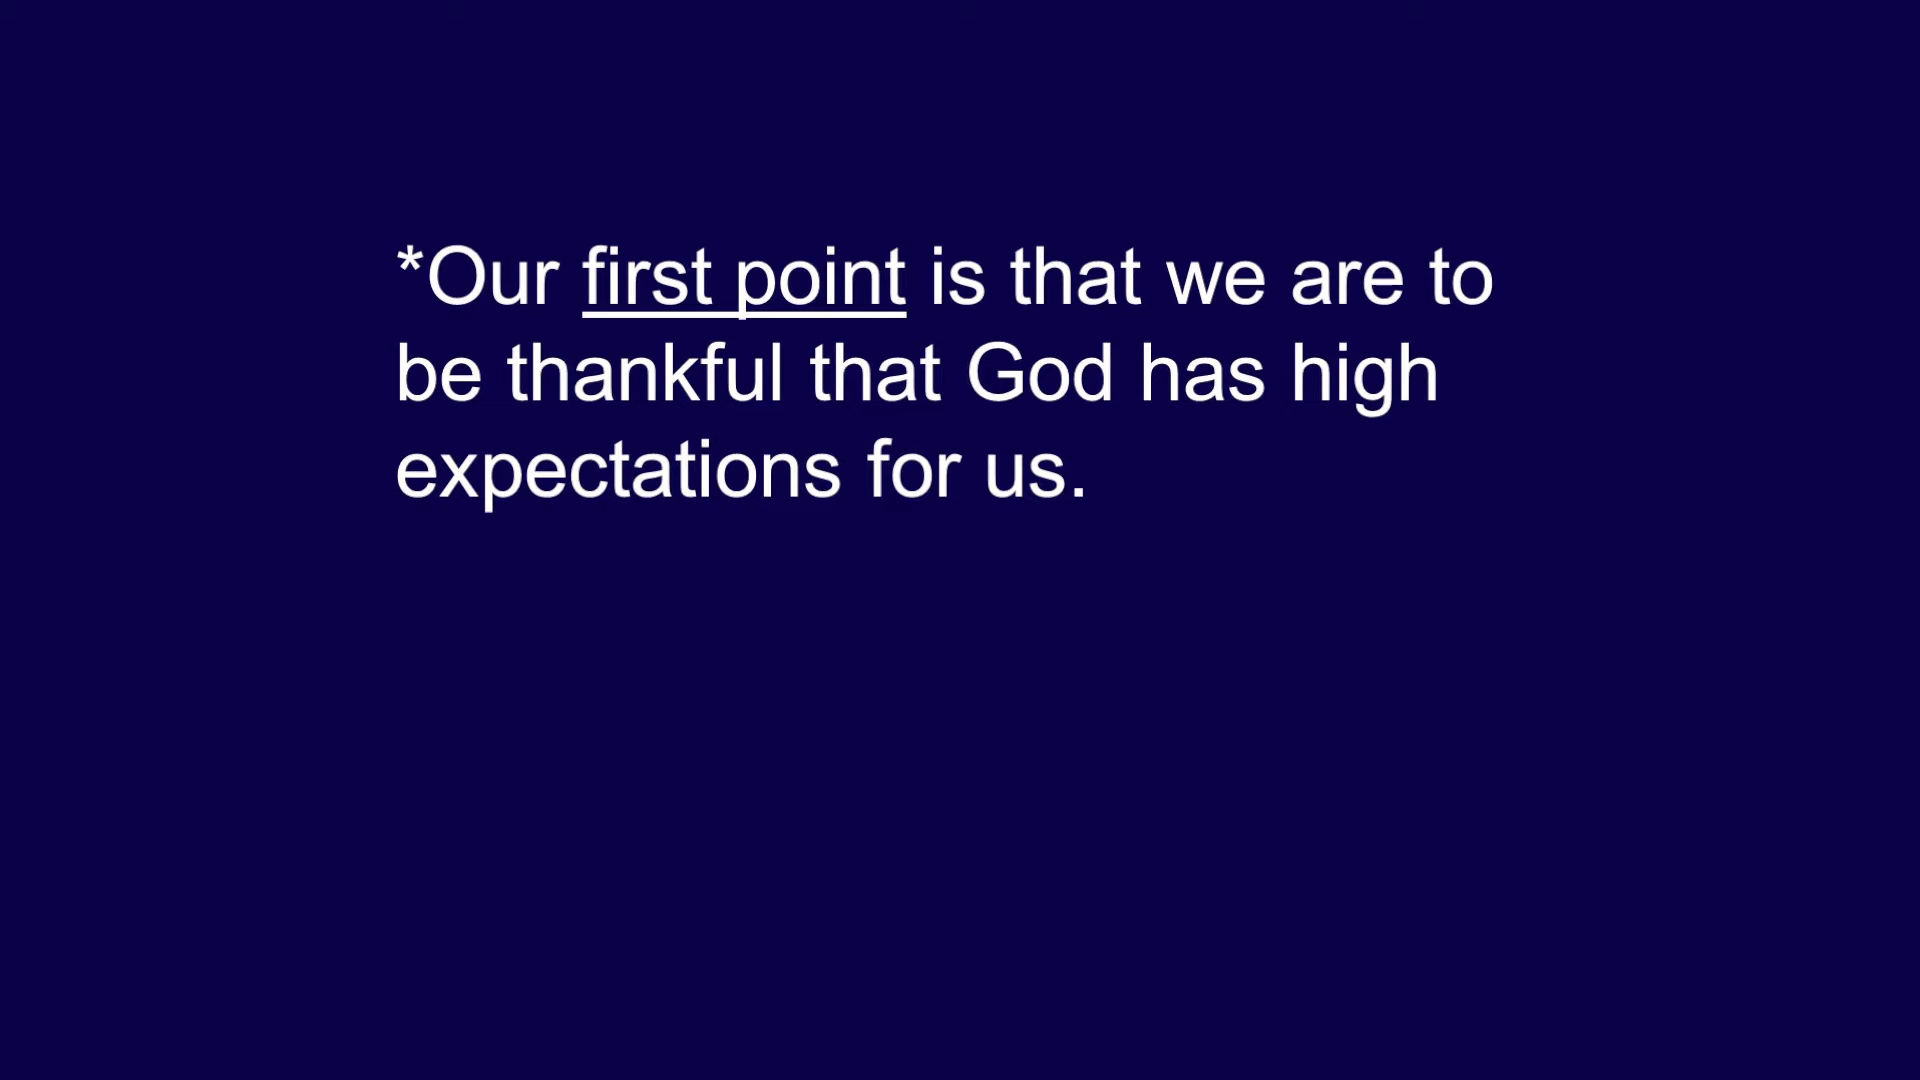 *Our first point is that we are to
be thankful that God has high
expectations for us.